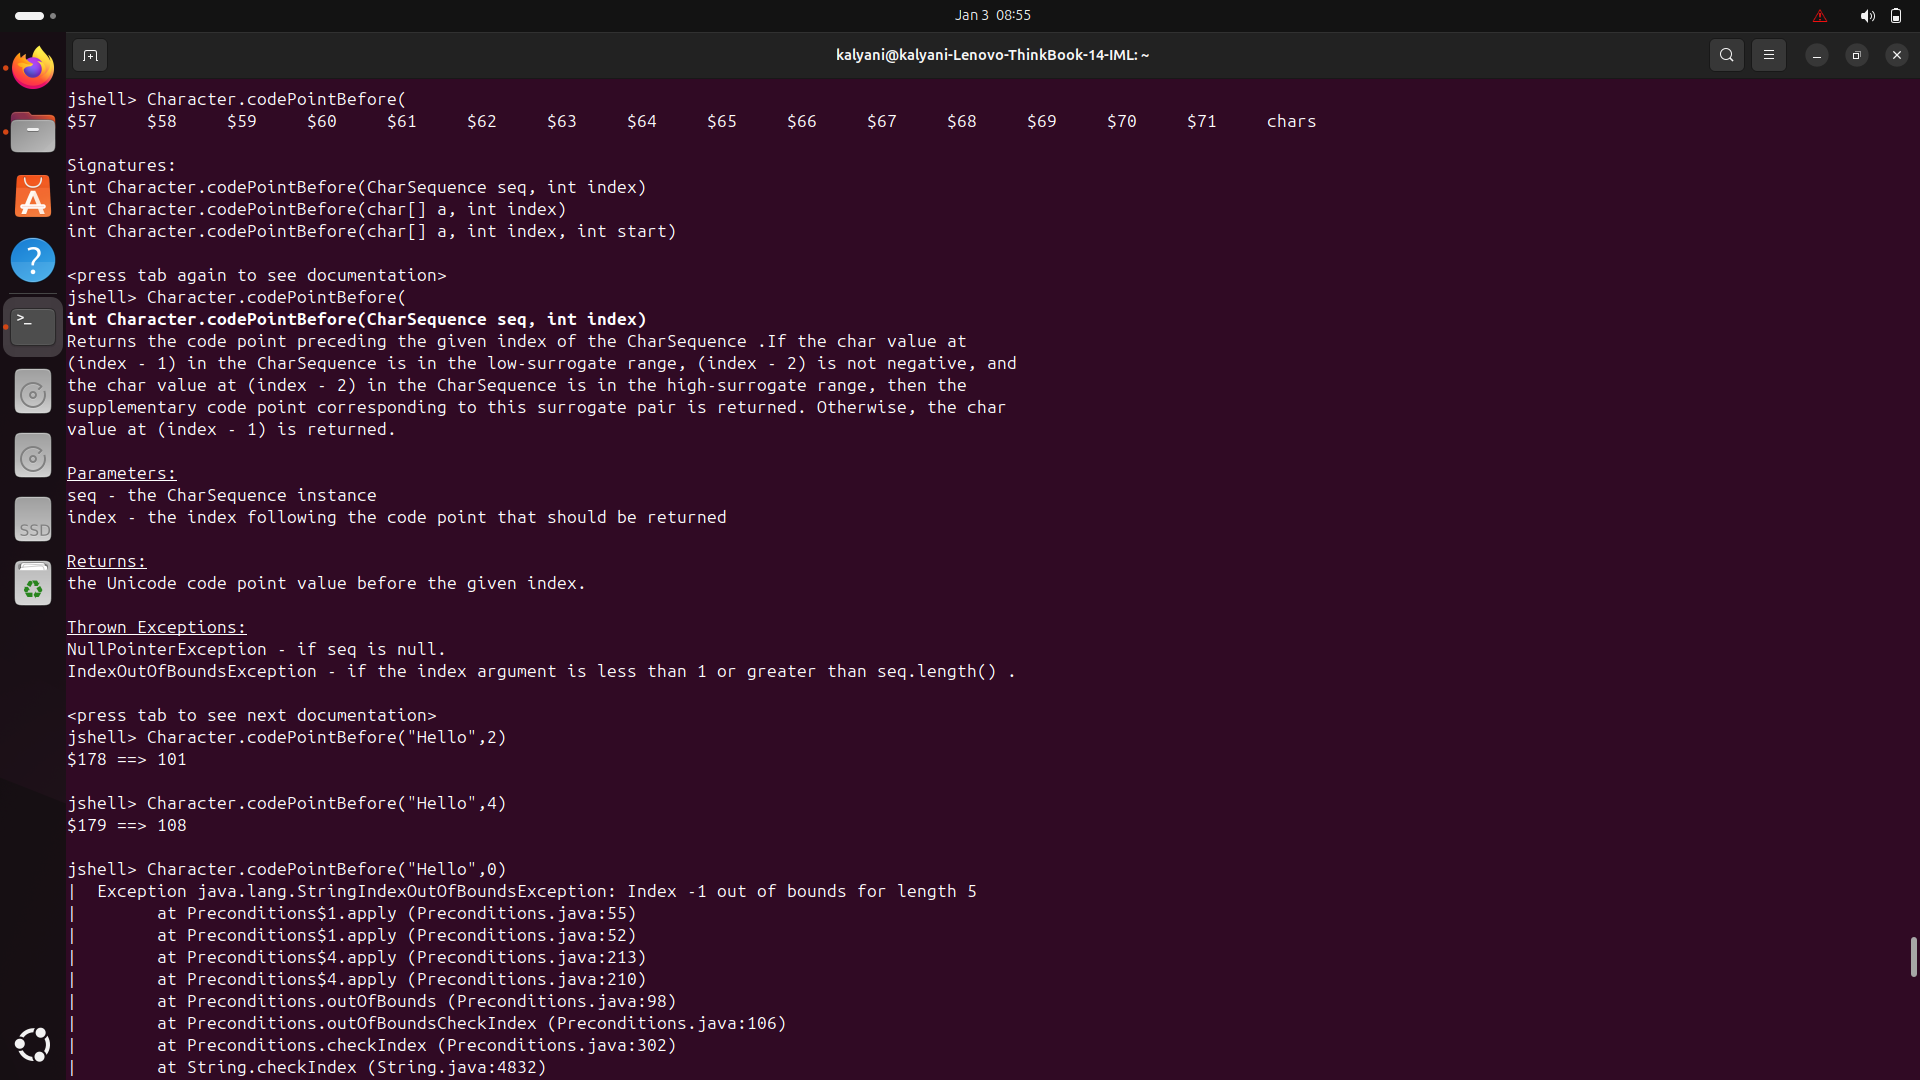 Jan 3 08:55
kalyani@kalyani-Lenovo-ThinkBook-14-IML: ~
jshell> Character.codePointBefore(
$57     $58     $59     $60     $61     $62     $63     $64     $65     $66     $67     $68     $69     $70     $71     chars
Signatures:
int Character.codePointBefore(CharSequence seq, int index)
int Character.codePointBefore(char[] a, int index)
int Character.codePointBefore(char[] a, int index, int start)
<press tab again to see documentation>
jshell> Character.codePointBefore(
int Character.codePointBefore(CharSequence seq, int index)
Returns the code point preceding the given index of the CharSequence .If the char value at
(index - 1) in the CharSequence is in the low-surrogate range, (index - 2) is not negative, and
the char value at (index - 2) in the CharSequence is in the high-surrogate range, then the
supplementary code point corresponding to this surrogate pair is returned. Otherwise, the char
value at (index - 1) is returned.
Parameters:
seq - the CharSequence instance
index - the index following the code point that should be returned
Returns:
the Unicode code point value before the given index.
Thrown Exceptions:
NullPointerException - if seq is null.
IndexOutOfBoundsException - if the index argument is less than 1 or greater than seq.length() .
<press tab to see next documentation>
jshell> Character.codePointBefore("Hello",2)
$178 ==> 101
jshell> Character.codePointBefore("Hello",4)
$179 ==> 108
jshell> Character.codePointBefore("Hello",0)
|  Exception java.lang.StringIndexOutOfBoundsException: Index -1 out of bounds for length 5
|        at Preconditions$1.apply (Preconditions.java:55)
|        at Preconditions$1.apply (Preconditions.java:52)
|        at Preconditions$4.apply (Preconditions.java:213)
|        at Preconditions$4.apply (Preconditions.java:210)
|        at Preconditions.outOfBounds (Preconditions.java:98)
|        at Preconditions.outOfBoundsCheckIndex (Preconditions.java:106)
|        at Preconditions.checkIndex (Preconditions.java:302)
|        at String.checkIndex (String.java:4832)
SSD